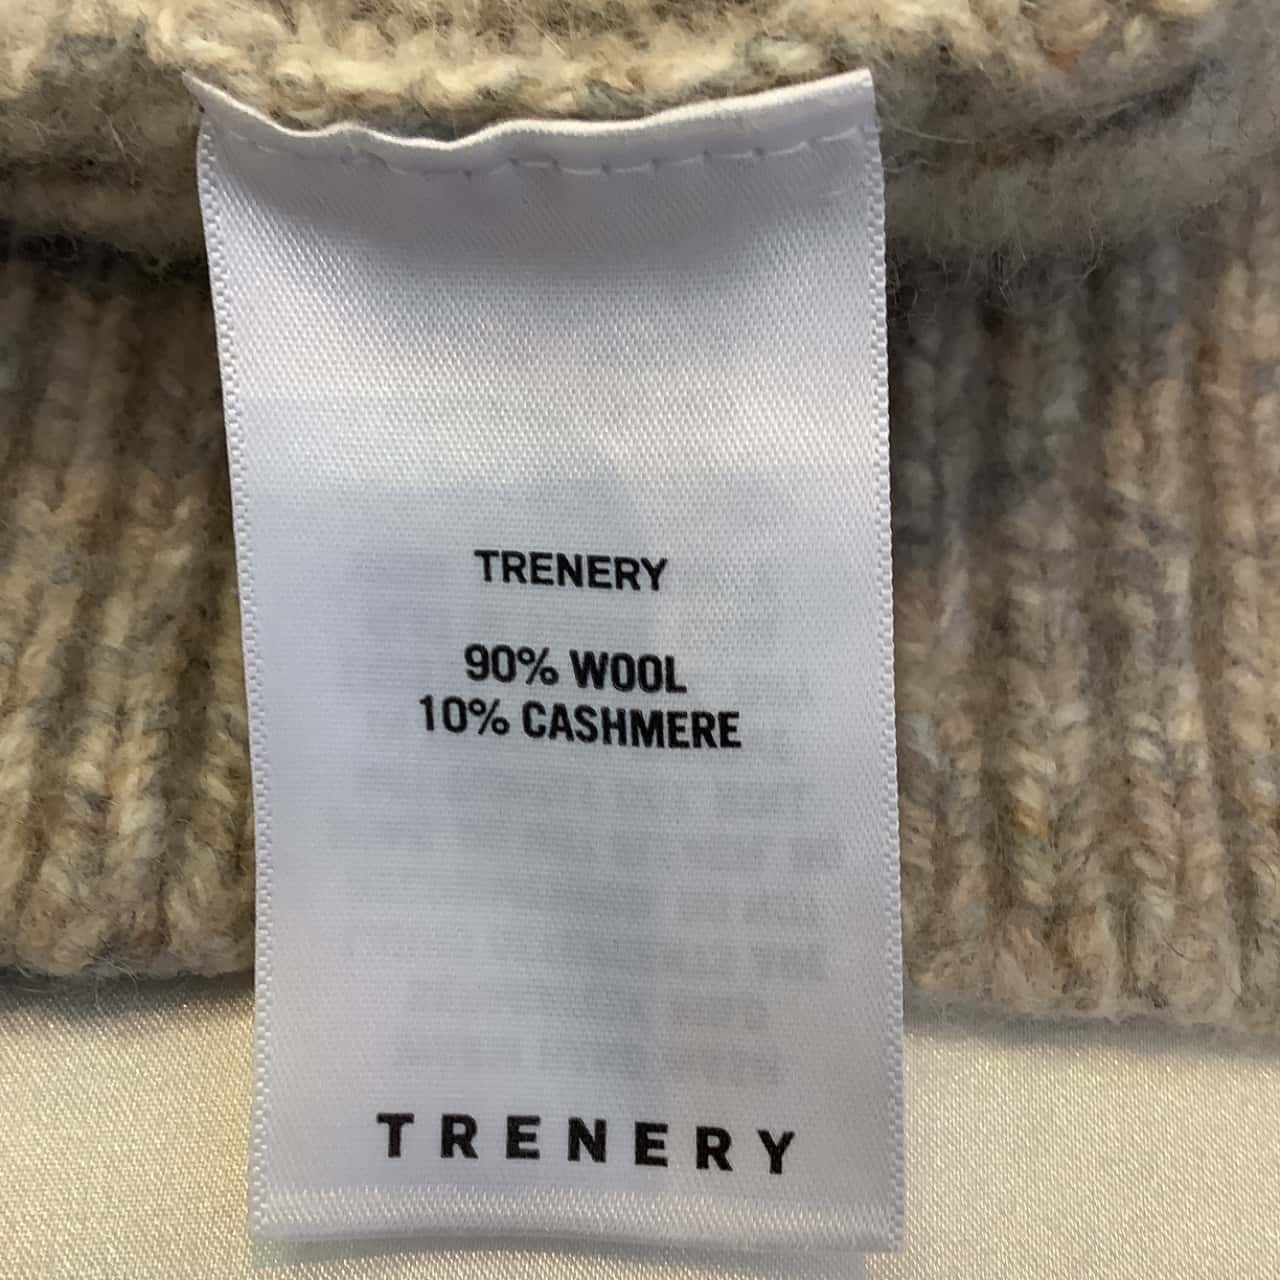 TRENERY
90% WOOL
10% CASHMERE
TRENERY